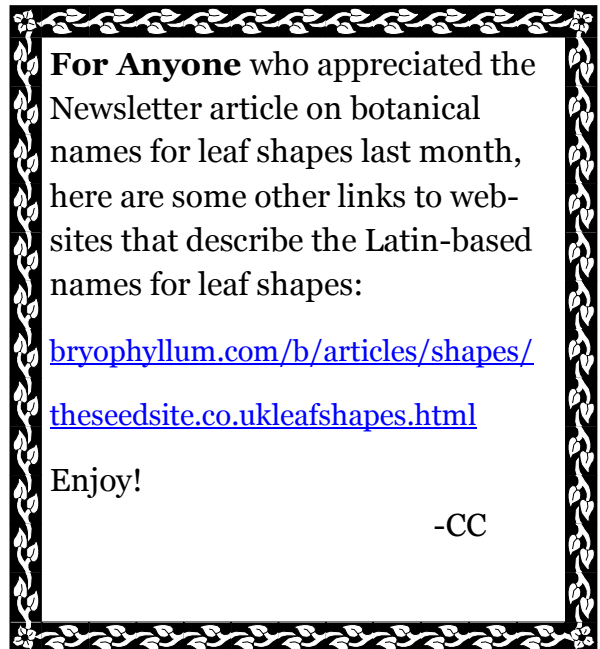 For Anyone who appreciated the
Newsletter article on botanical
names for leaf shapes last month,
here are some other links to web-
sites that describe the Latin-based
names for leaf shapes:
bryophyllum.com/b/articles/shapes/
theseedsite.co.ukleafshapes.html
Enjoy!
-CC